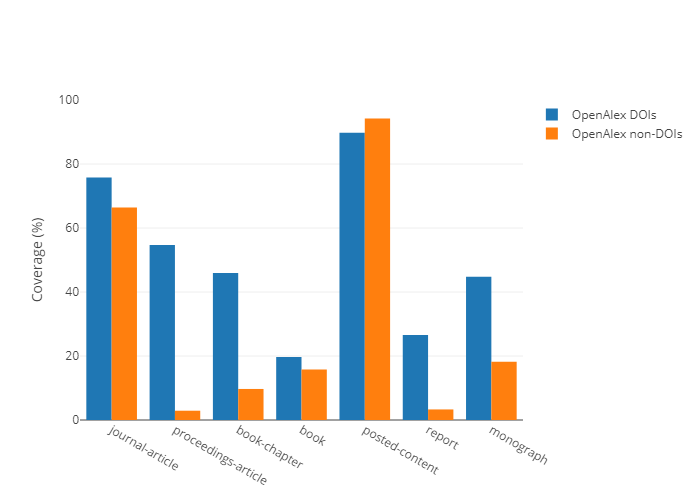 100
80
60
40
20
0
Coverage (%)
journal-article
proceedings-article
book-chapter
book
posted-content
report
monograph
OpenAlex DOIs
OpenAlex non-DOIs